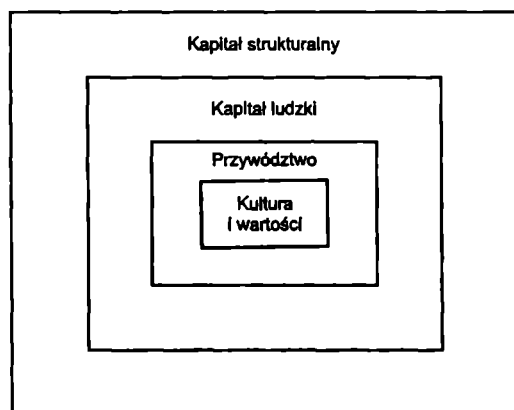 Kapitał strukturalny
Kapitał ludzki
Przywództwo
Kultura
i wartości